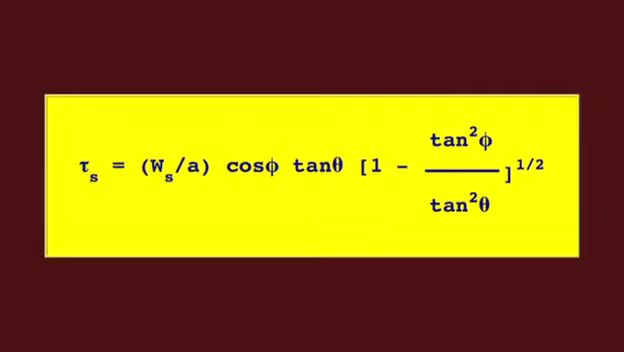 τₛ = (Wₛ/a) cosϕ tanθ [1 - tan²ϕ / tan²θ ]^1/2